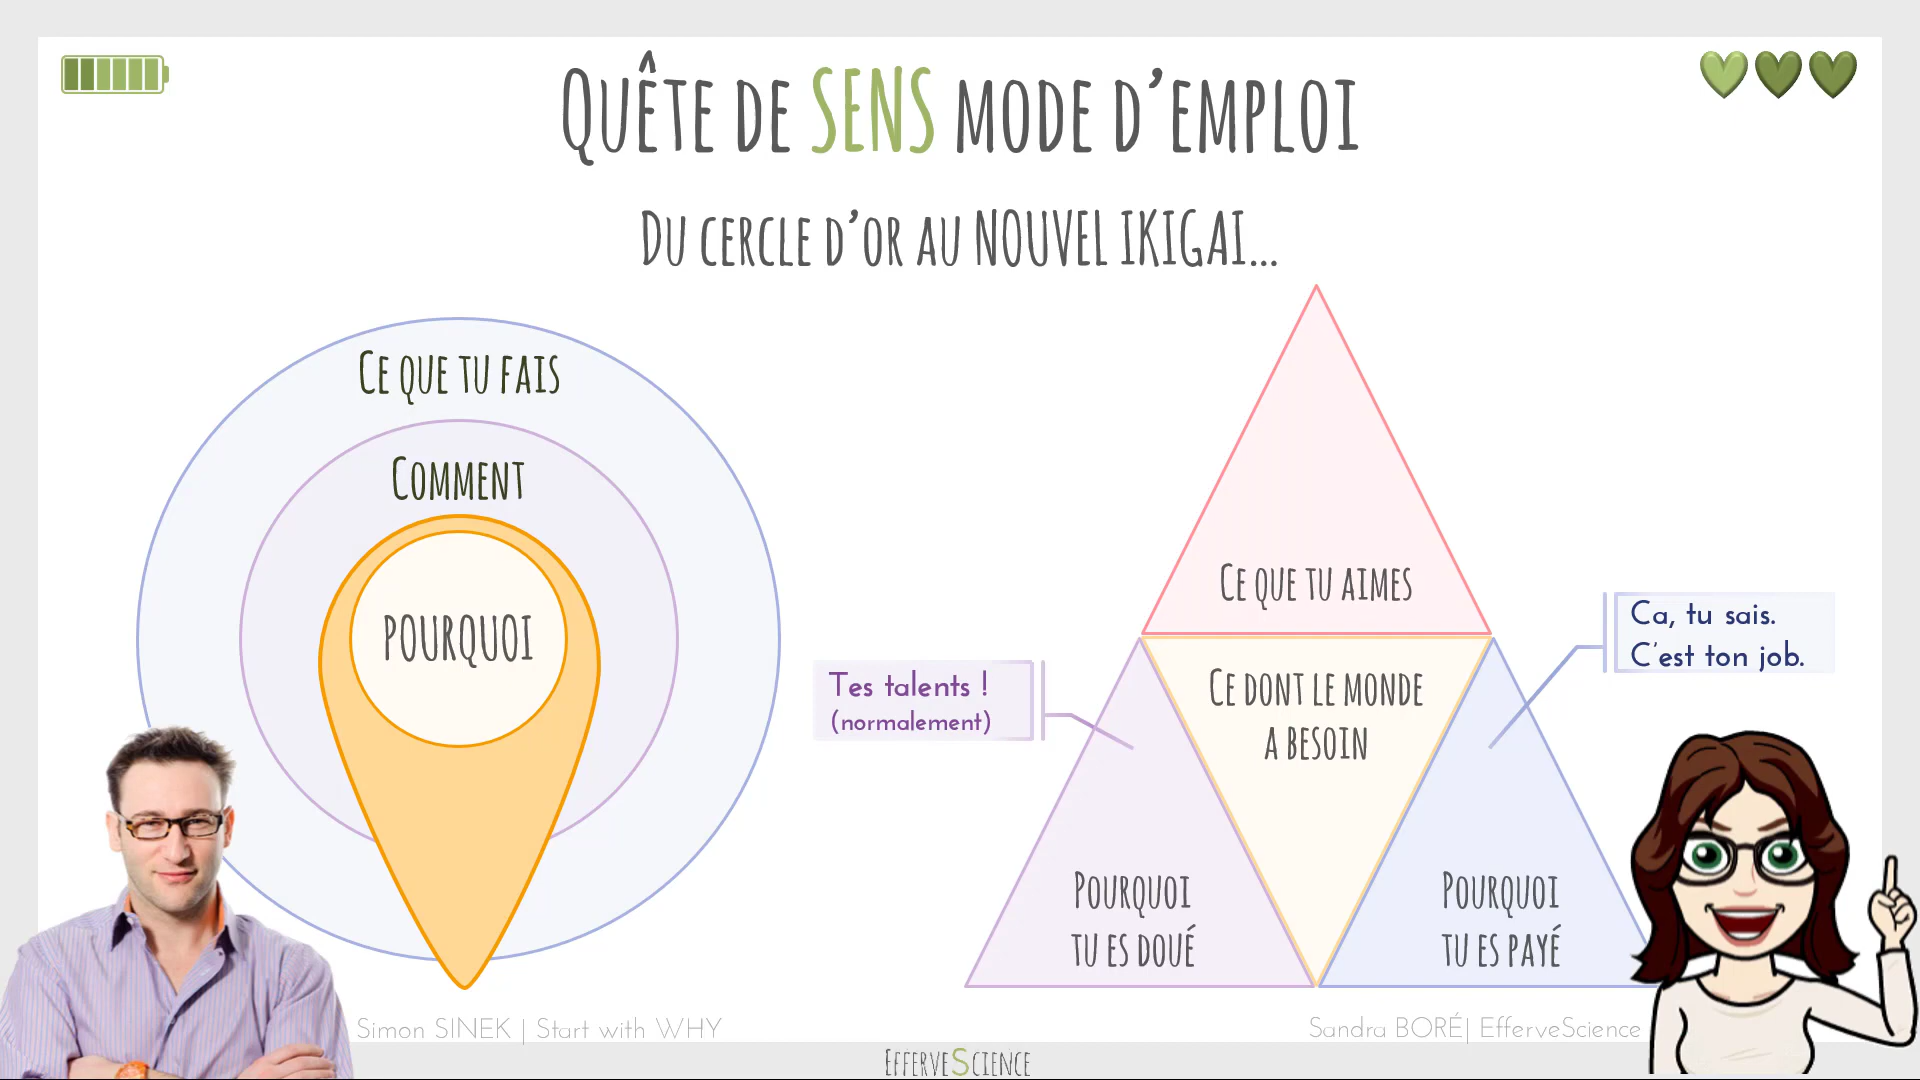 QUÊTE DE SENS MODE D'EMPLOI
DU CERCLE D'OR AU NOUVEL IKIGAI...
CE QUE TU FAIS
COMMENT
POURQUOI
CE QUE TU AIMES
Ca, tu sais.
C'est ton job.
Tes talents !
(normalement)
CE DONT LE MONDE
A BESOIN
POURQUOI
TU ES DOUÉ
POURQUOI
TU ES PAYÉ
Simon SINEK | Start with WHY
Sandra BORÉ| EfferveScience
EFFERVESCIENCE